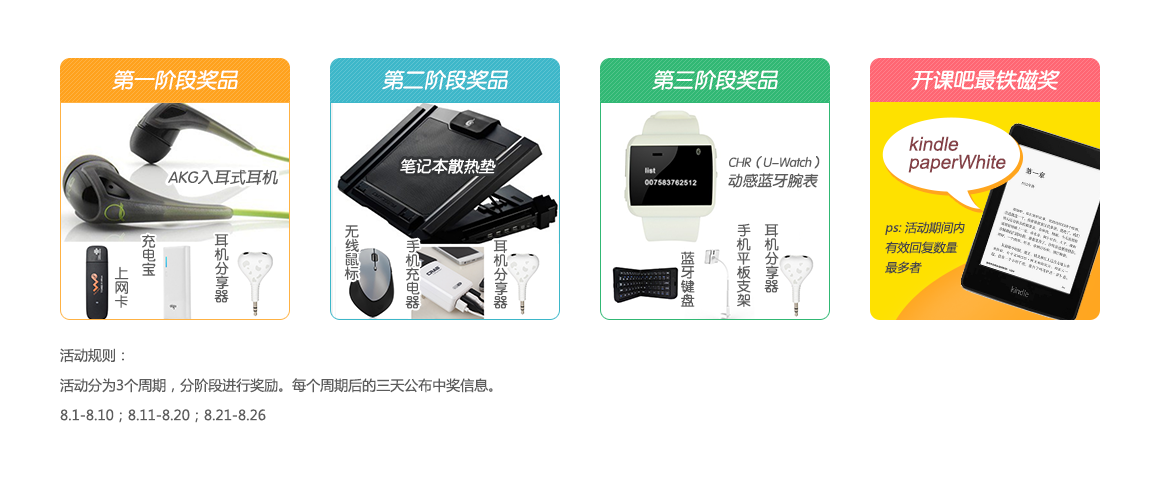 第一阶段奖品
AKG入耳式耳机
上网卡
充电宝
耳机分享器
第二阶段奖品
笔记本散热垫
无线鼠标
手机充电器
耳机分享器
第三阶段奖品
list
007583762512
CHR（U-Watch）
动感蓝牙腕表
蓝牙键盘
手机平板支架
耳机分享器
开课吧最铁磁奖
kindle
paperWhite
第一章
ps: 活动期间内
有效回复数量
最多者
kindle
活动规则：
活动分为3个周期，分阶段进行奖励。每个周期后的三天公布中奖信息。
8.1-8.10；8.11-8.20；8.21-8.26